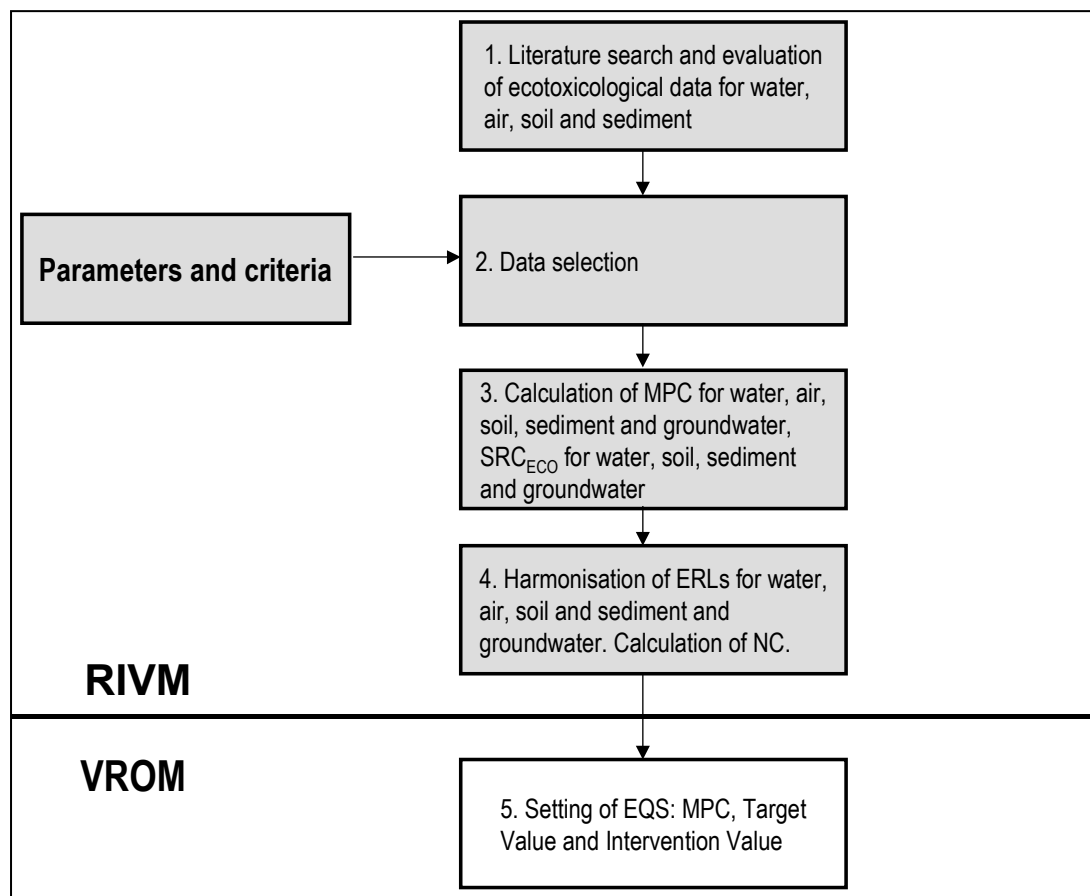 1. Literature search and evaluation
of ecotoxicological data for water,
air, soil and sediment
Parameters and criteria
2. Data selection
3. Calculation of MPC for water, air,
soil, sediment and groundwater,
SRCECO for water, soil, sediment
and groundwater
4. Harmonisation of ERLs for water,
air, soil and sediment and
groundwater. Calculation of NC.
RIVM
VROM
5. Setting of EQS: MPC, Target
Value and Intervention Value